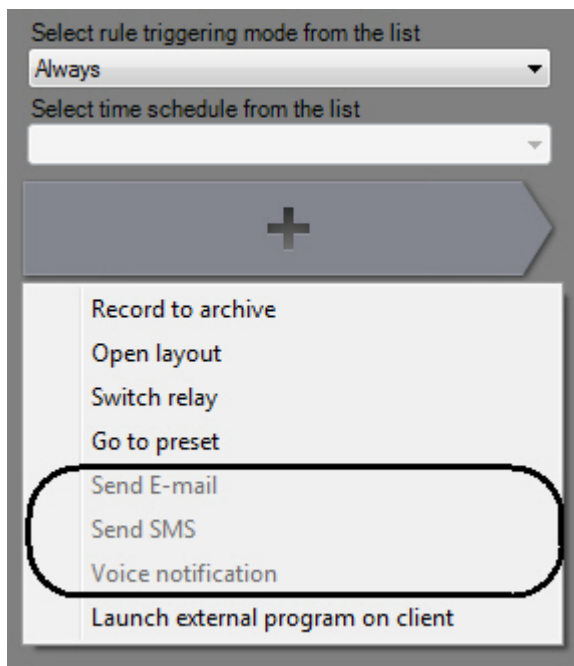 Select rule triggering mode from the list
Always
Select time schedule from the list
Record to archive
Open layout
Switch relay
Go to preset
Send E-mail
Send SMS
Voice notification
Launch external program on client